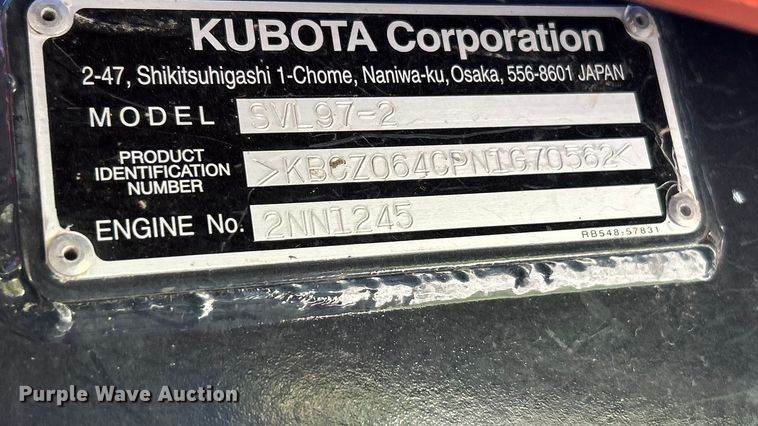 KUBOTA Corporation
2-47, Shikitsuhigashi 1-Chome, Naniwa-ku, Osaka, 556-8601 JAPAN
MODEL SVL97-2
PRODUCT
IDENTIFICATION
NUMBER
>KBCZ064CPN1G70562<
ENGINE No. 2NN1245
RB548-57831
Purple Wave Auction®